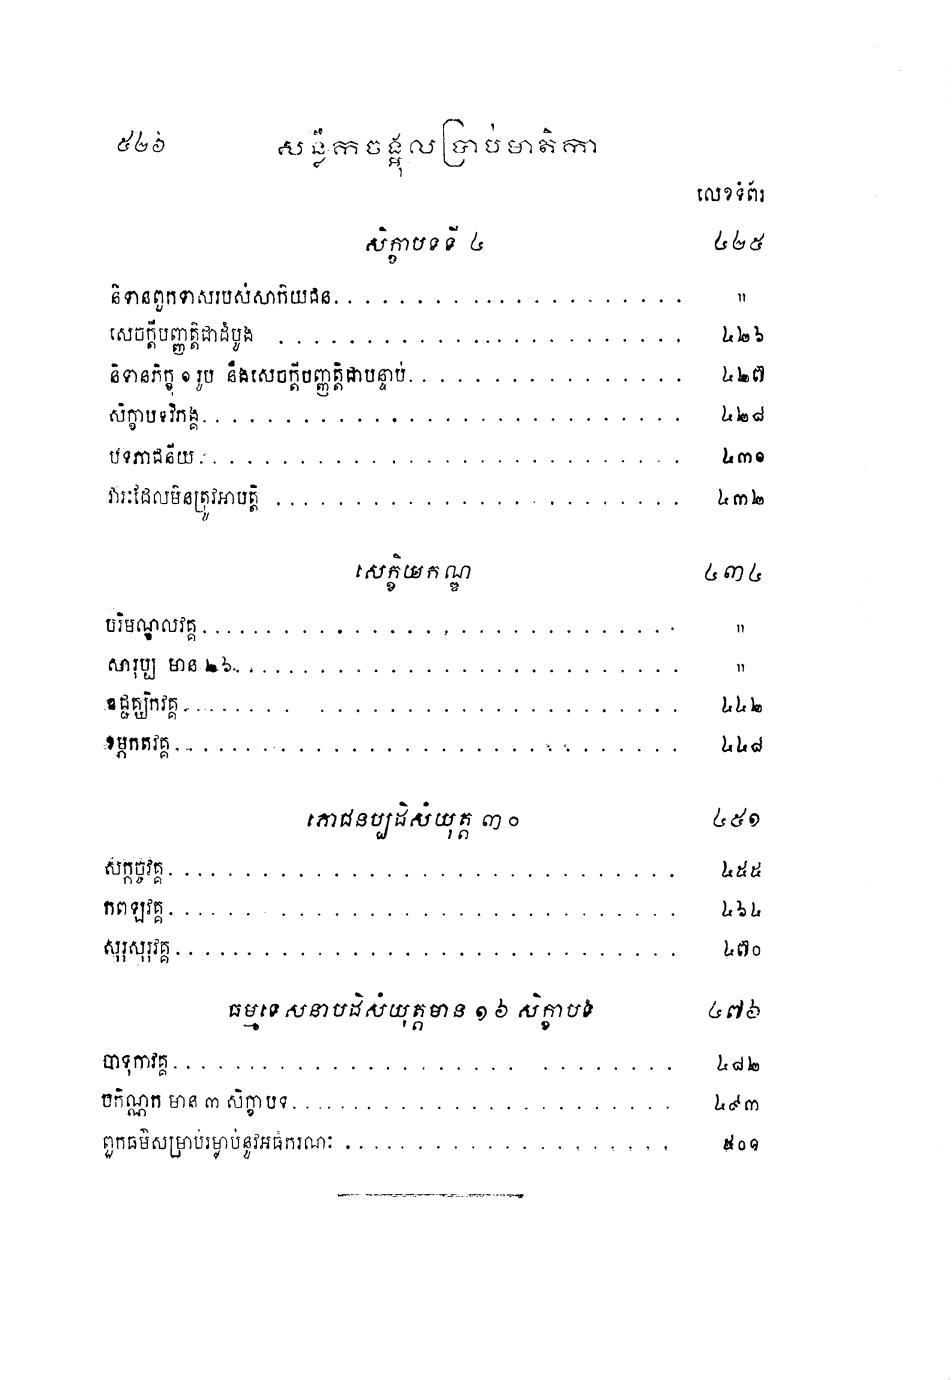 ៥២៦ សន្លឹកចង្អុលប្រាប់មាតិកា
លេខទំព័រ
សិក្ខាបទទី ៤ ៤២៥
និទានពួកទាសរបស់សាកិយជន. . . . . . . . . . . . . . . . . . . . . . "
សេចក្តីបញ្ញត្តិជាដំបូង . . . . . . . . . . . . . . . . . . . . . . . . . ៤២៦
និទានភិក្ខុ ១ រូប នឹងសេចក្តីបញ្ញត្តិជាបន្ទាប់. . . . . . . . . . . . . . . . . . ៤២៧
សិក្ខាបទវិភង្គ. . . . . . . . . . . . . . . . . . . . . . . . . . . . . . ៤២៨
បទភាជនីយ . . . . . . . . . . . . . . . . . . . . . . . . . . . . . . ៤៣១
វារៈដែលមិនត្រូវអាបត្តិ . . . . . . . . . . . . . . . . . . . . . . . . . . ៤៣២
សេក្ខិយកណ្ឌ ៤៣៤
បរិមណ្ឌលវគ្គ. . . . . . . . . . . . . . . . . . . . . . . . . . . . . . "
សារុប្ប មាន ២៦. . . . . . . . . . . . . . . . . . . . . . . . . . . . . "
ឧជ្ជគ្ឃិកវគ្គ . . . . . . . . . . . . . . . . . . . . . . . . . . . . . . ៤៤២
ខម្ភកតវគ្គ. . . . . . . . . . . . . . . . . . . . . . . . . . . . . . . . ៤៤៨
ភោជនប្បដិសំយុត្ត ៣០ ៤៥១
សក្កច្ចវគ្គ. . . . . . . . . . . . . . . . . . . . . . . . . . . . . . . . ៤៥៥
កពឡវគ្គ. . . . . . . . . . . . . . . . . . . . . . . . . . . . . . . . ៤៦៤
សុរុសុរុវគ្គ. . . . . . . . . . . . . . . . . . . . . . . . . . . . . . . . ៤៧០
ធម្មទេសនាបដិសំយុត្តមាន ១៦ សិក្ខាបទ ៤៧៦
បាទុកាវគ្គ. . . . . . . . . . . . . . . . . . . . . . . . . . . . . . . . ៤៨២
បកិណ្ណក មាន ៣ សិក្ខាបទ. . . . . . . . . . . . . . . . . . . . . . . . . ៤៩៣
ពួកធម៌សម្រាប់រម្ងាប់នូវអធិករណៈ . . . . . . . . . . . . . . . . . . . . . ៥០១